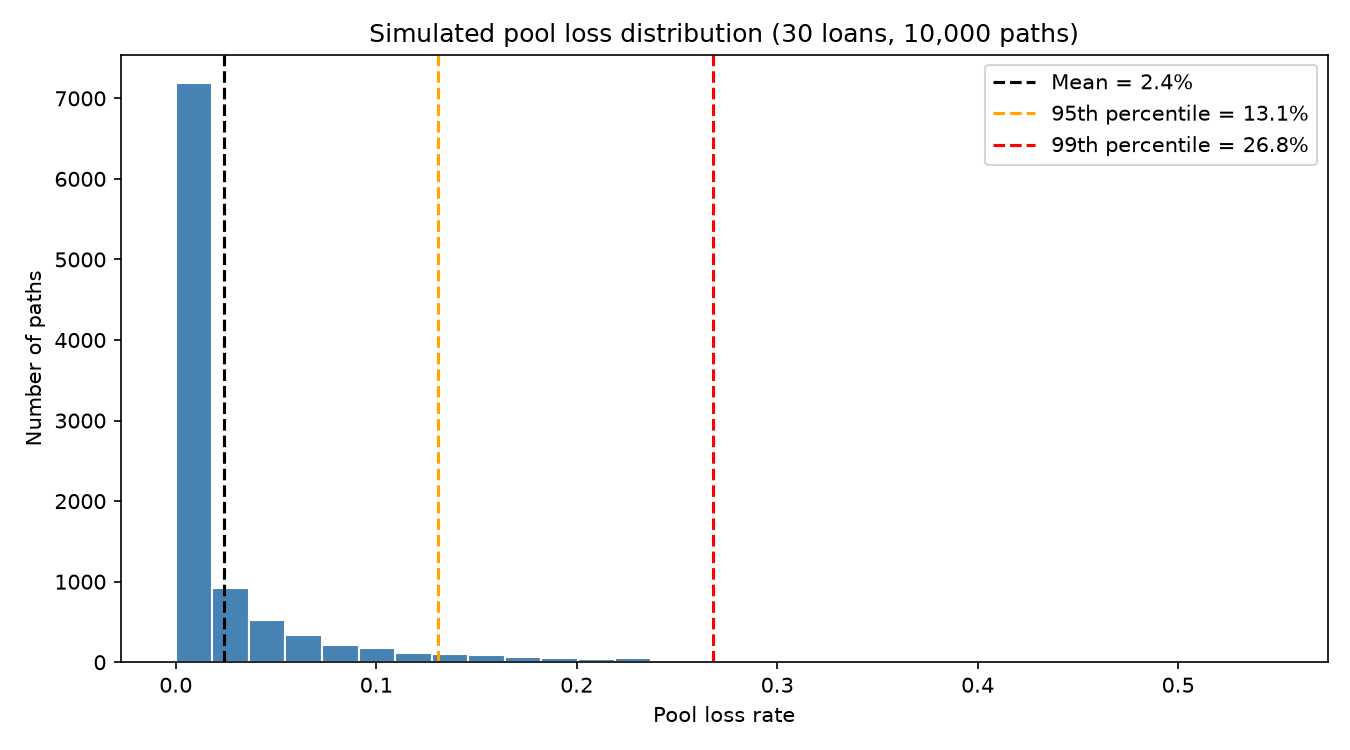 Simulated pool loss distribution (30 loans, 10,000 paths)
Mean = 2.4%
95th percentile = 13.1%
99th percentile = 26.8%
Number of paths
7000
6000
5000
4000
3000
2000
1000
0
0.0 0.1 0.2 0.3 0.4 0.5
Pool loss rate